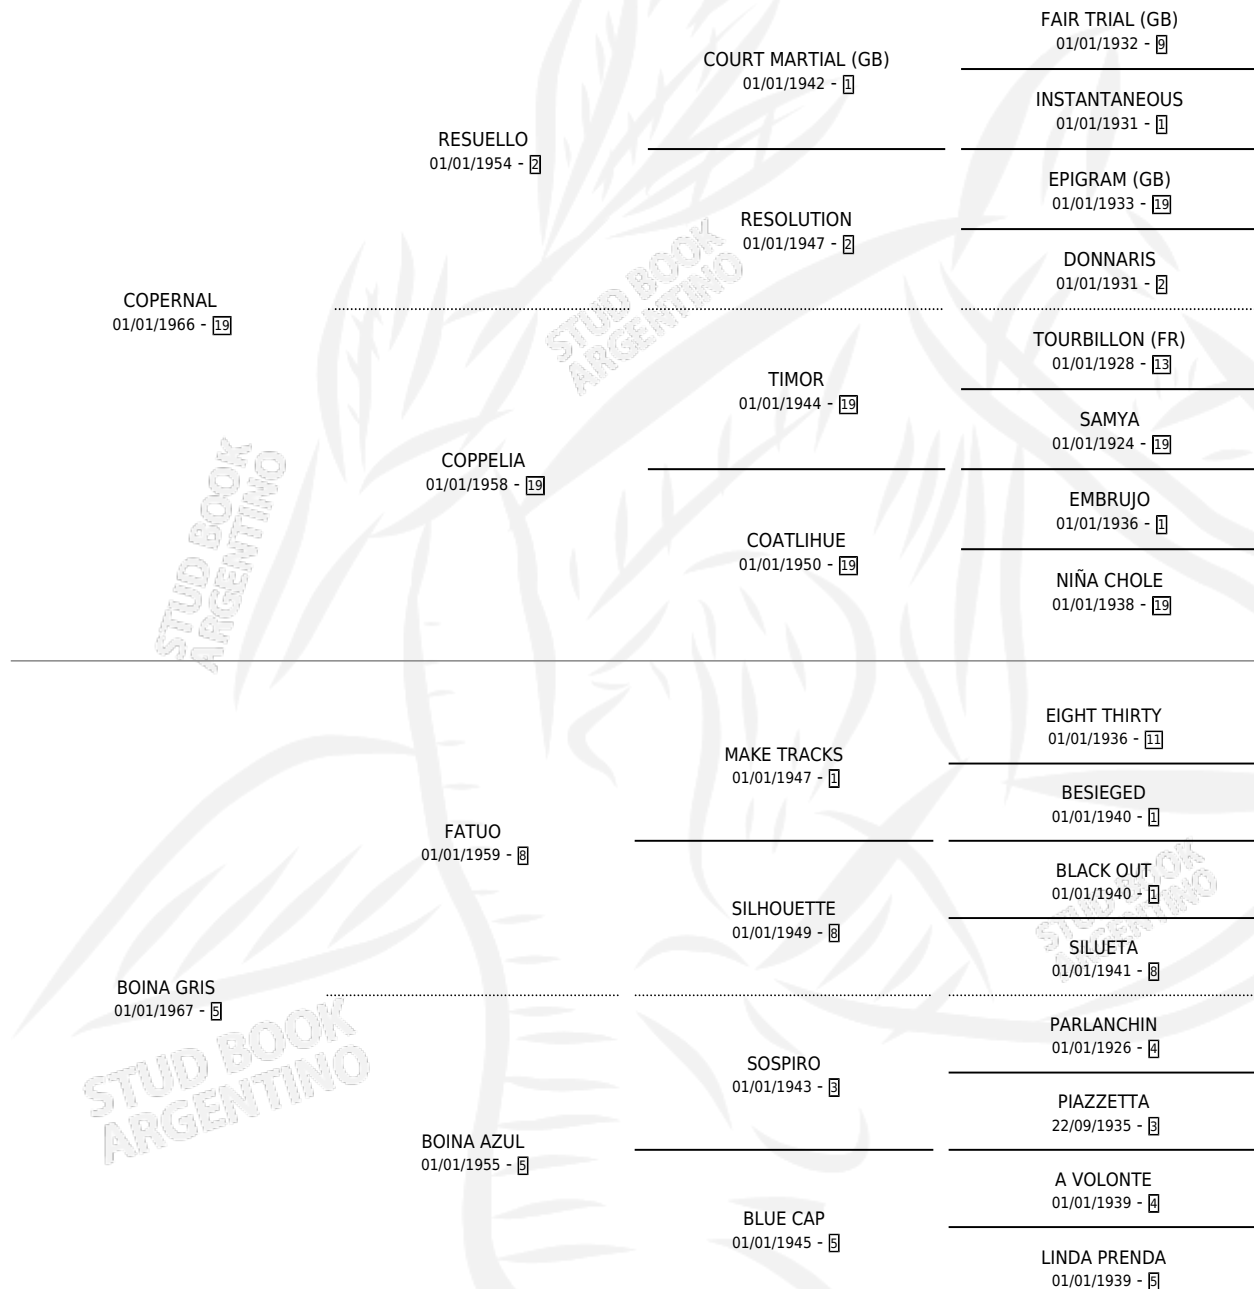 FAIR TRIAL (GB)
01/01/1932 - 9
COURT MARTIAL (GB)
01/01/1942 - 1
INSTANTANEOUS
01/01/1931 - 1
RESUELLO
01/01/1954 - 2
EPIGRAM (GB)
01/01/1933 - 19
RESOLUTION
01/01/1947 - 2
DONNARIS
01/01/1931 - 2
COPERNAL
01/01/1966 - 19
TOURBILLON (FR)
01/01/1928 - 13
TIMOR
01/01/1944 - 19
SAMYA
01/01/1924 - 19
COPPELIA
01/01/1958 - 19
EMBRUJO
01/01/1936 - 1
COATLIHUE
01/01/1950 - 19
NIÑA CHOLE
01/01/1938 - 19
EIGHT THIRTY
01/01/1936 - 11
MAKE TRACKS
01/01/1947 - 1
BESIEGED
01/01/1940 - 1
FATUO
01/01/1959 - 8
BLACK OUT
01/01/1940 - 1
SILHOUETTE
01/01/1949 - 8
SILUETA
01/01/1941 - 8
BOINA GRIS
01/01/1967 - 5
PARLANCHIN
01/01/1926 - 4
SOSPIRO
01/01/1943 - 3
PIAZZETTA
22/09/1935 - 3
BOINA AZUL
01/01/1955 - 5
A VOLONTE
01/01/1939 - 4
BLUE CAP
01/01/1945 - 5
LINDA PRENDA
01/01/1939 - 5
STUD BOOK
ARGENTINO
STUD BOOK
ARGENTINO
STUD BOOK
ARGENTINO
STUD BOOK
ARGENTINO